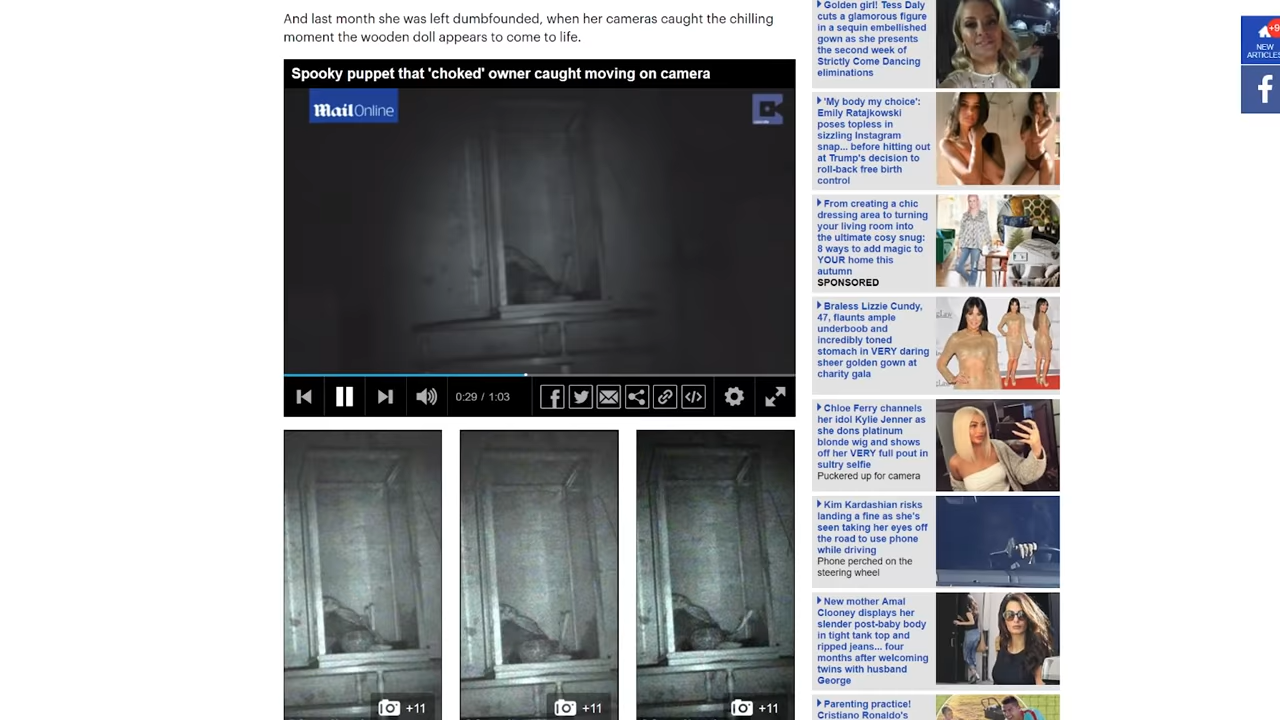 And last month she was left dumbfounded, when her cameras caught the chilling
moment the wooden doll appears to come to life.
Spooky puppet that 'choked' owner caught moving on camera
MailOnline
0:29 / 1:03
+11
+11
+11
Golden girl! Tess Daly
cuts a glamorous figure
in a sequin embellished
gown as she presents
the second week of
Strictly Come Dancing
eliminations
'My body my choice':
Emily Ratajkowski
poses topless in
sizzling Instagram
snap... before hitting out
at Trump's decision to
roll-back free birth
control
From creating a chic
dressing area to turning
your living room into
the ultimate cosy snug:
8 ways to add magic to
YOUR home this
autumn
SPONSORED
Braless Lizzie Cundy,
47, flaunts ample
underboob and
incredibly toned
stomach in VERY daring
sheer golden gown at
charity gala
Chloe Ferry channels
her idol Kylie Jenner as
she dons platinum
blonde wig and shows
off her VERY full pout in
sultry selfie
Puckered up for camera
Kim Kardashian risks
landing a fine as she's
seen taking her eyes off
the road to use phone
while driving
Phone perched on the
steering wheel
New mother Amal
Clooney displays her
slender post-baby body
in tight tank top and
ripped jeans... four
months after welcoming
twins with husband
George
Parenting practice!
Cristiano Ronaldo's
+9
NEW
ARTICLES